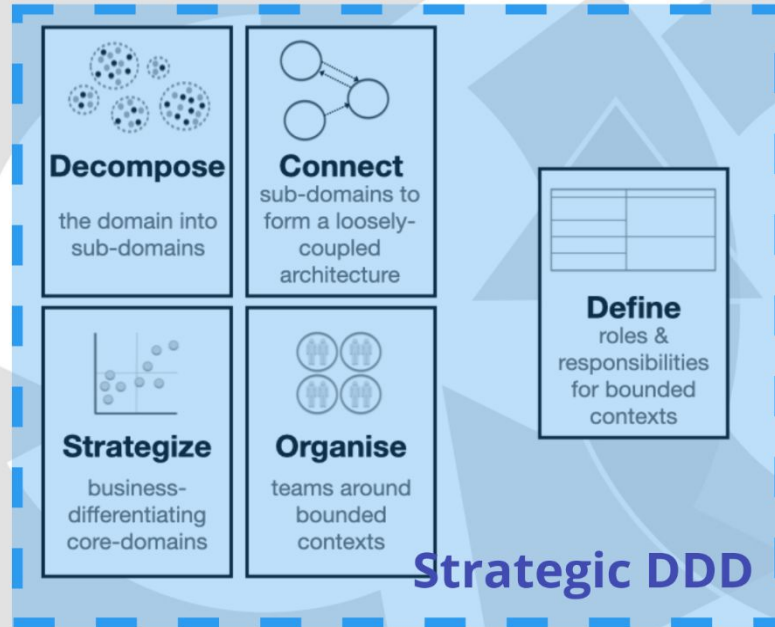 Decompose
the domain into
sub-domains
Connect
sub-domains to
form a loosely-
coupled
architecture
Strategize
business-
differentiating
core-domains
Organise
teams around
bounded
contexts
Define
roles &
responsibilities
for bounded
contexts
Strategic DDD